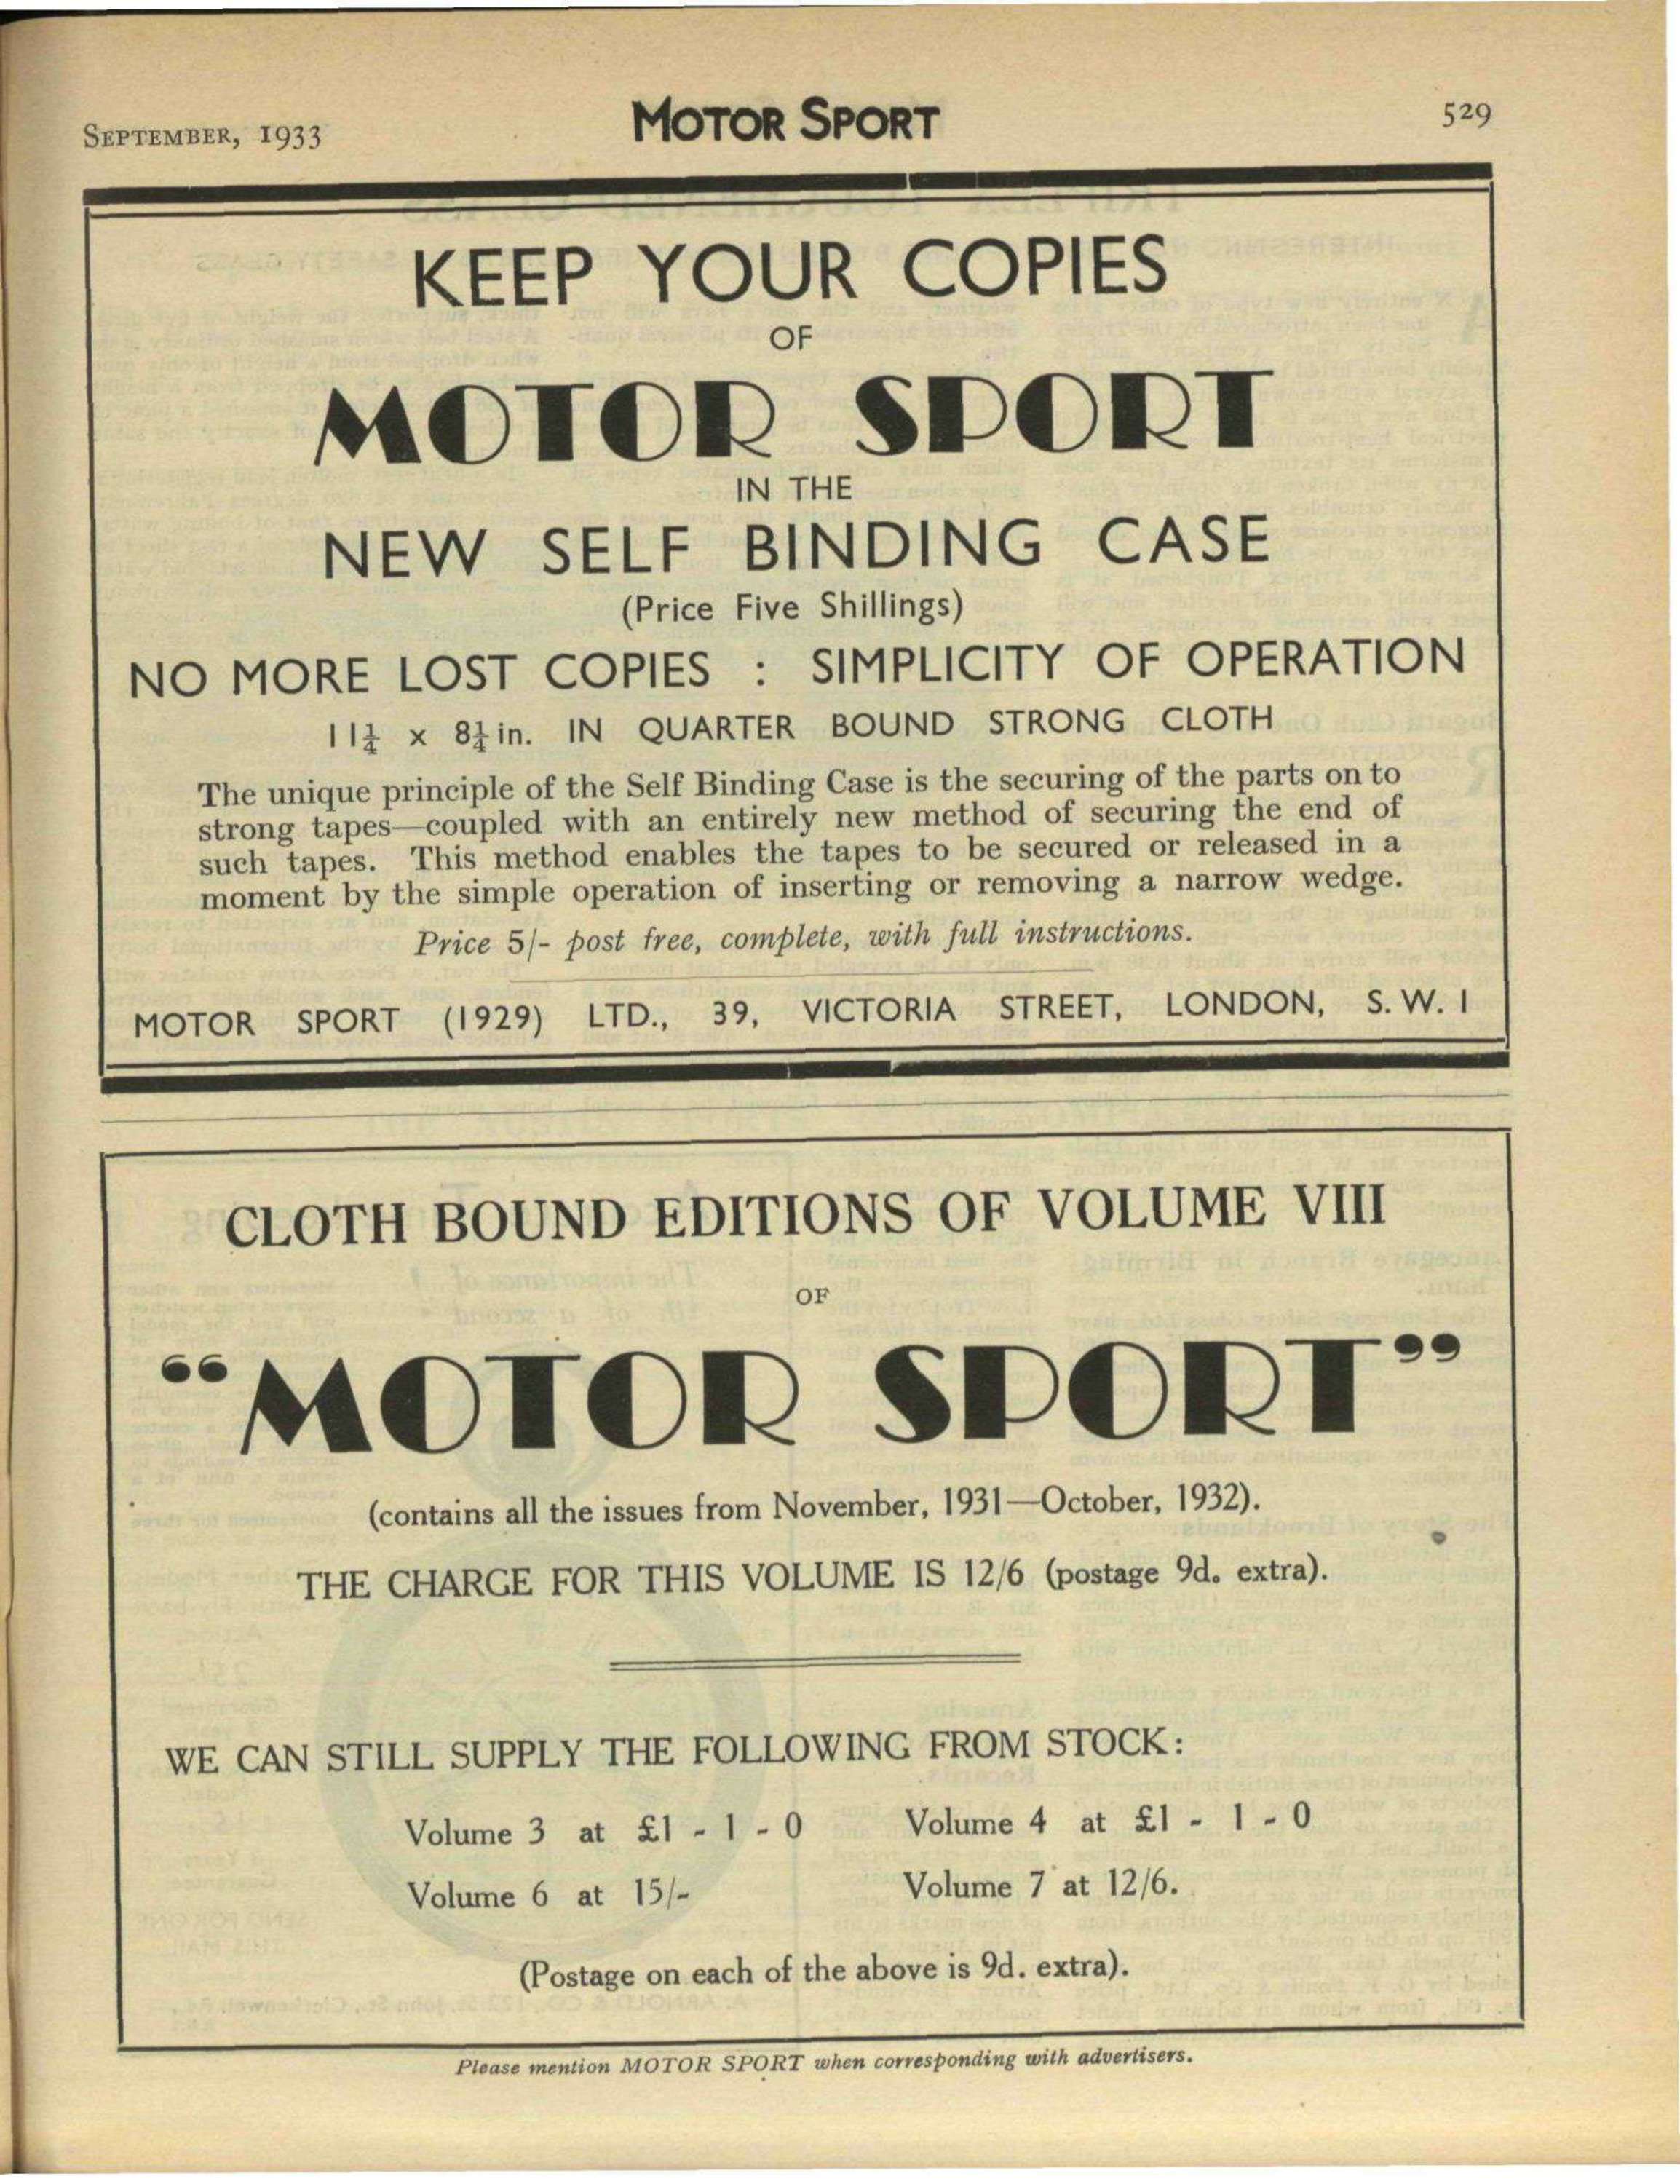 SEPTEMBER, 1933
MOTOR SPORT
529
KEEP YOUR COPIES
OF
MOTOR SPORT
IN THE
NEW SELF BINDING CASE
(Price Five Shillings)
NO MORE LOST COPIES : SIMPLICITY OF OPERATION
11¼ x 8¼ in. IN QUARTER BOUND STRONG CLOTH
The unique principle of the Self Binding Case is the securing of the parts on to
strong tapes—coupled with an entirely new method of securing the end of
such tapes. This method enables the tapes to be secured or released in a
moment by the simple operation of inserting or removing a narrow wedge.
Price 5/- post free, complete, with full instructions.
MOTOR SPORT (1929) LTD., 39, VICTORIA STREET, LONDON, S.W.1
CLOTH BOUND EDITIONS OF VOLUME VIII
OF
“MOTOR SPORT”
(contains all the issues from November, 1931—October, 1932).
THE CHARGE FOR THIS VOLUME IS 12/6 (postage 9d. extra).
WE CAN STILL SUPPLY THE FOLLOWING FROM STOCK:
Volume 3 at £1 - 1 - 0 Volume 4 at £1 - 1 - 0
Volume 6 at 15/- Volume 7 at 12/6.
(Postage on each of the above is 9d. extra).
Please mention MOTOR SPORT when corresponding with advertisers.